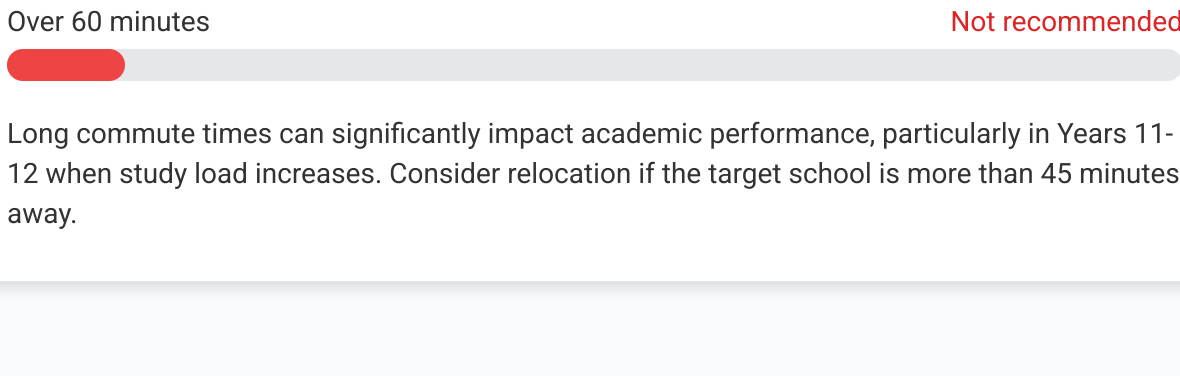 Over 60 minutes Not recommended
Long commute times can significantly impact academic performance, particularly in Years 11-
12 when study load increases. Consider relocation if the target school is more than 45 minutes
away.